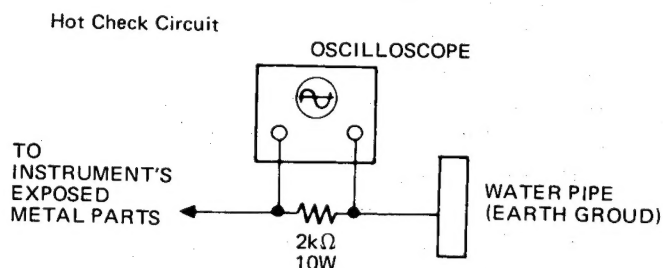 Hot Check Circuit
OSCILLOSCOPE
TO
INSTRUMENT'S
EXPOSED
METAL PARTS
2kΩ
10W
WATER PIPE
(EARTH GROUD)